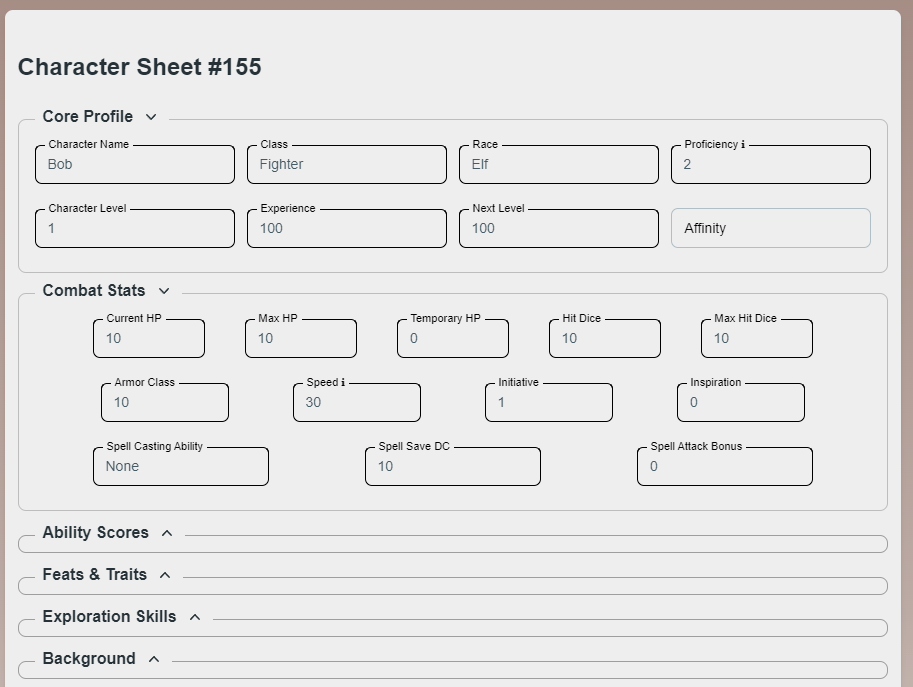 Character Sheet #155
Core Profile
Character Name Class Race Proficiency i
Bob Fighter Elf 2
Character Level Experience Next Level
1 100 100 Affinity
Combat Stats
Current HP Max HP Temporary HP Hit Dice Max Hit Dice
10 10 0 10 10
Armor Class Speed i Initiative Inspiration
10 30 1 0
Spell Casting Ability Spell Save DC Spell Attack Bonus
None 10 0
Ability Scores
Feats & Traits
Exploration Skills
Background